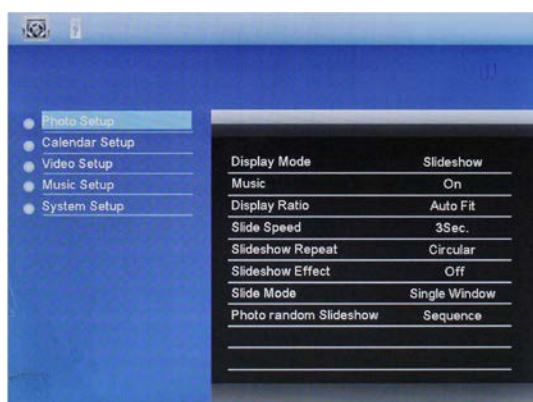 Photo Setup
Calendar Setup
Video Setup
Music Setup
System Setup
Display Mode Slideshow
Music On
Display Ratio Auto Fit
Slide Speed 3Sec.
Slideshow Repeat Circular
Slideshow Effect Off
Slide Mode Single Window
Photo random Slideshow Sequence